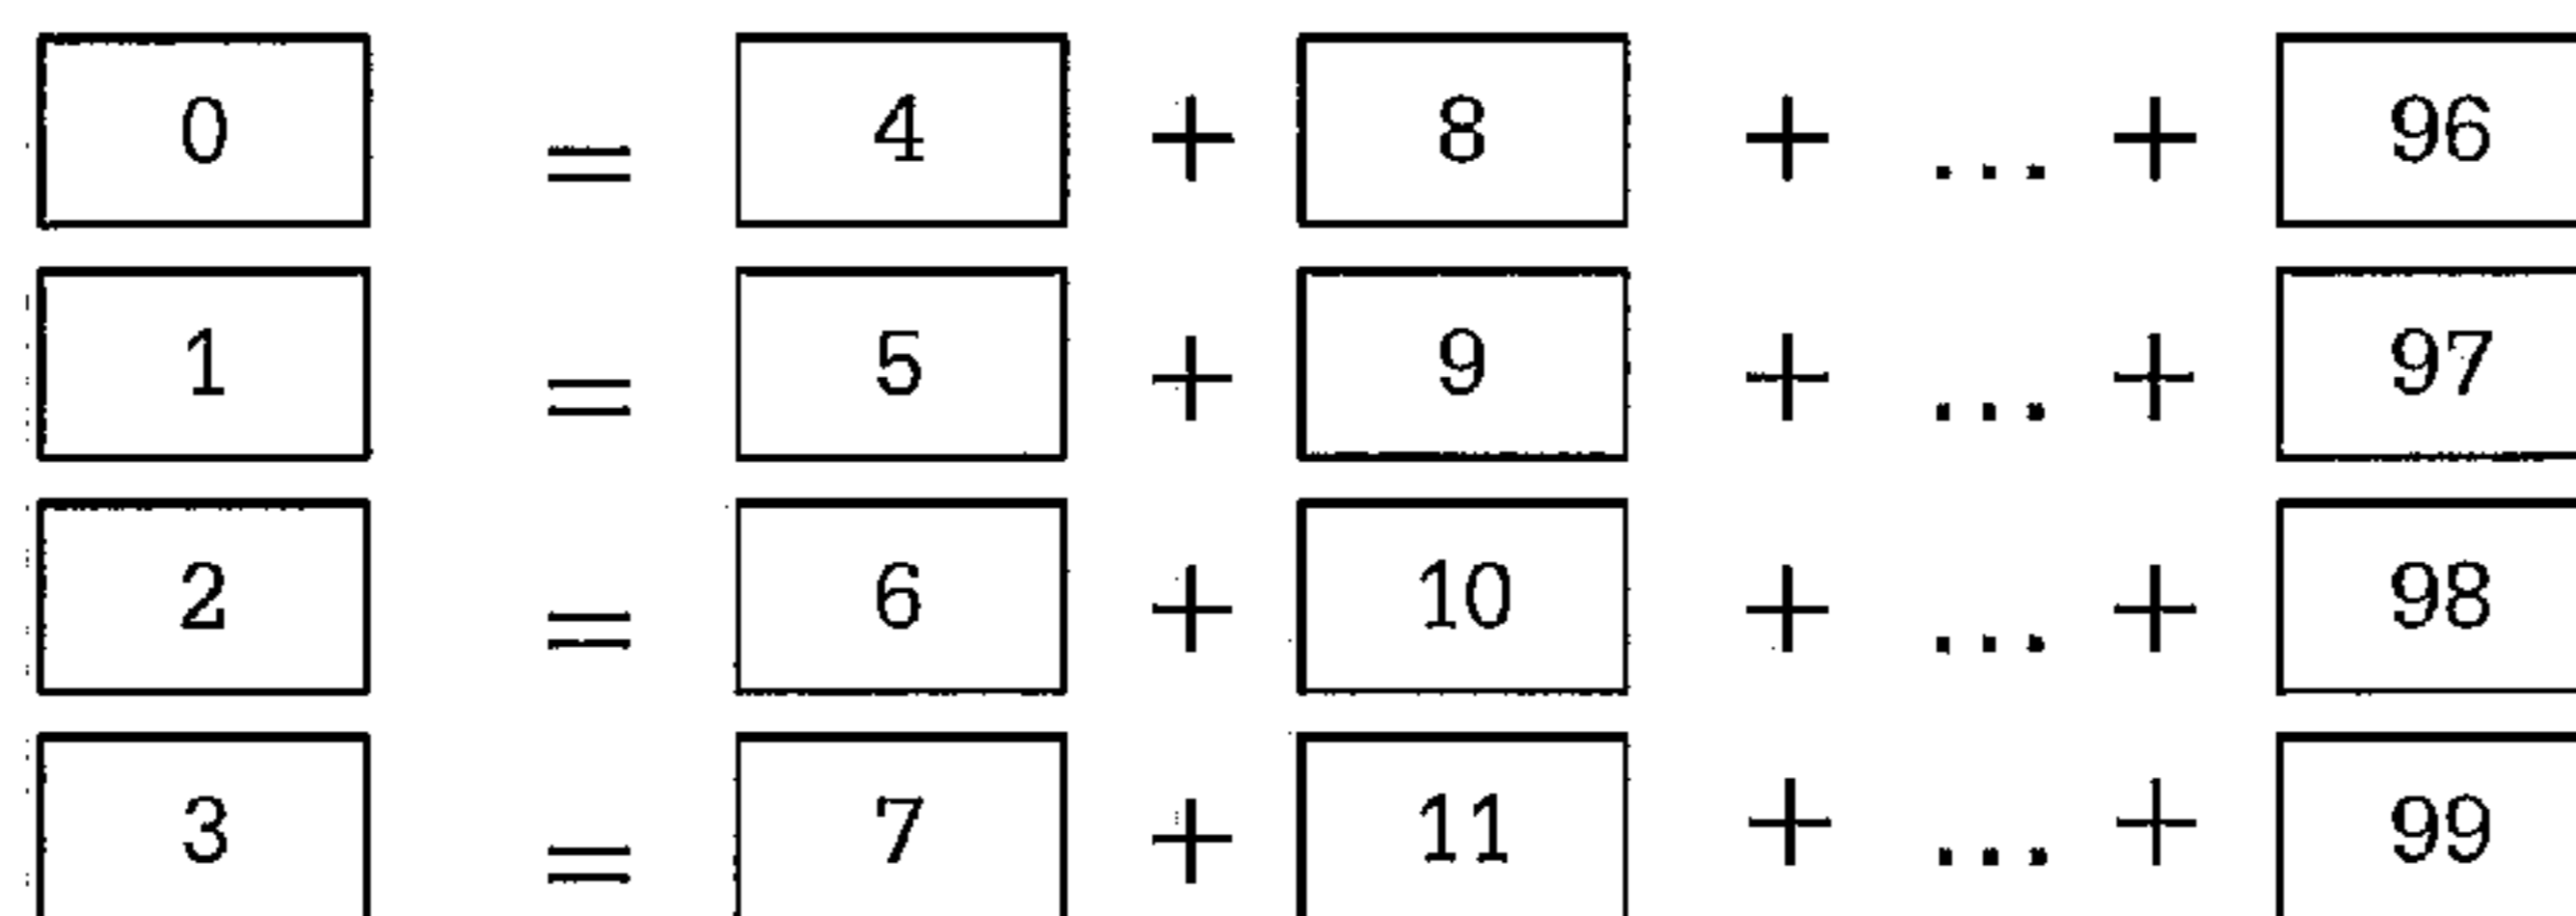 0 = 4 + 8 + ... + 96
1 = 5 + 9 + ... + 97
2 = 6 + 10 + ... + 98
3 = 7 + 11 + ... + 99